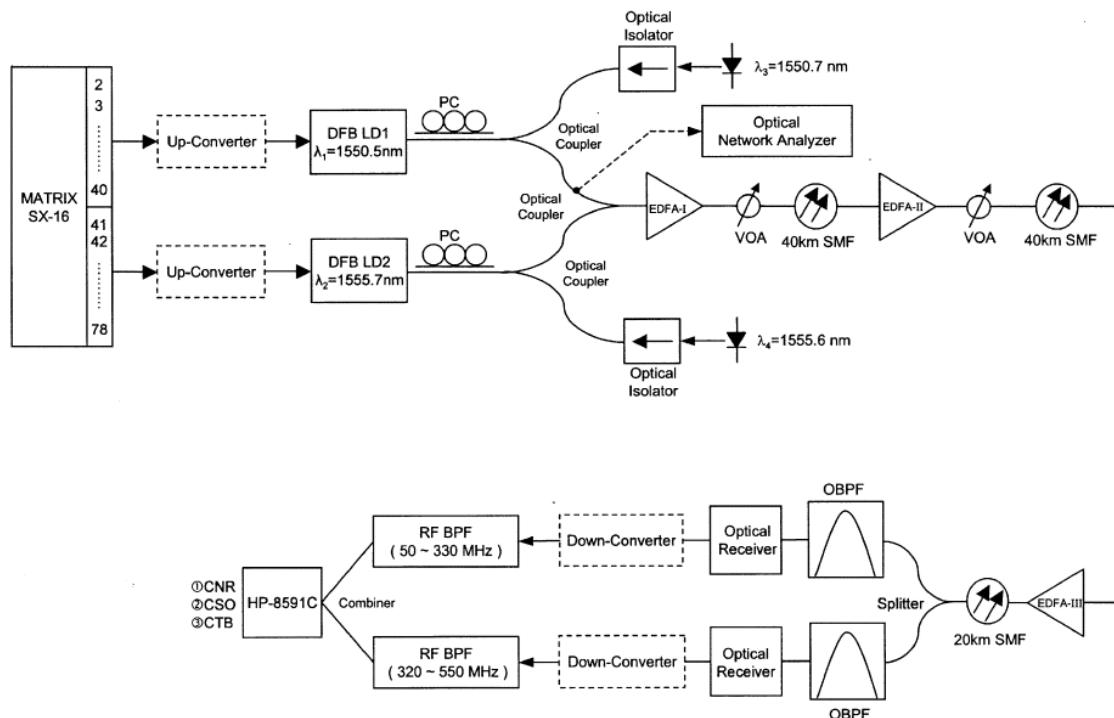 Optical
Isolator
λ₃=1550.7 nm
MATRIX
SX-16
2
3
40
41
42
78
Up-Converter
DFB LD1
λ₁=1550.5nm
PC
Optical
Coupler
Optical
Network Analyzer
Optical
Coupler
EDFA-I
VOA
40km SMF
EDFA-II
VOA
40km SMF
Up-Converter
DFB LD2
λ₂=1555.7nm
PC
Optical
Coupler
λ₄=1555.6 nm
Optical
Isolator
OBPF
RF BPF
( 50 ~ 330 MHz )
Down-Converter
Optical
Receiver
①CNR
②CSO
③CTB
HP-8591C
Combiner
Splitter
20km SMF
EDFA-III
RF BPF
( 320 ~ 550 MHz )
Down-Converter
Optical
Receiver
OBPF